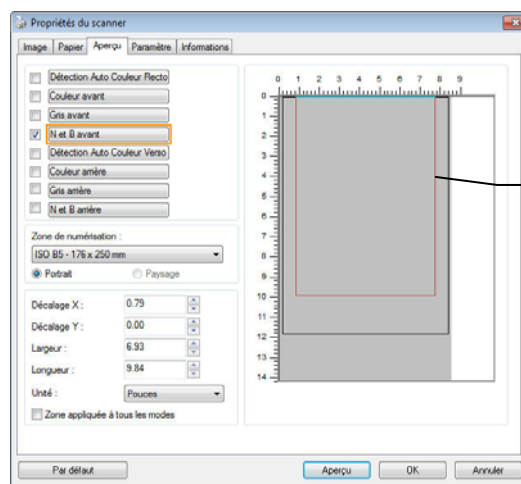 Propriétés du scanner
Image Papier Aperçu Paramètre Informations
Détection Auto Couleur Recto
Couleur avant
Gris avant
N et B avant
Détection Auto Couleur Verso
Couleur arrière
Gris arrière
N et B arrière
Zone de numérisation :
ISO B5 - 176 x 250 mm
Portrait Paysage
Décalage X : 0.79
Décalage Y : 0.00
Largeur : 6.93
Longueur : 9.84
Unité : Pouces
Zone appliquée à tous les modes
0 1 2 3 4 5 6 7 8 9
0
1
2
3
4
5
6
7
8
9
10
11
12
13
14
Par défaut Aperçu OK Annuler